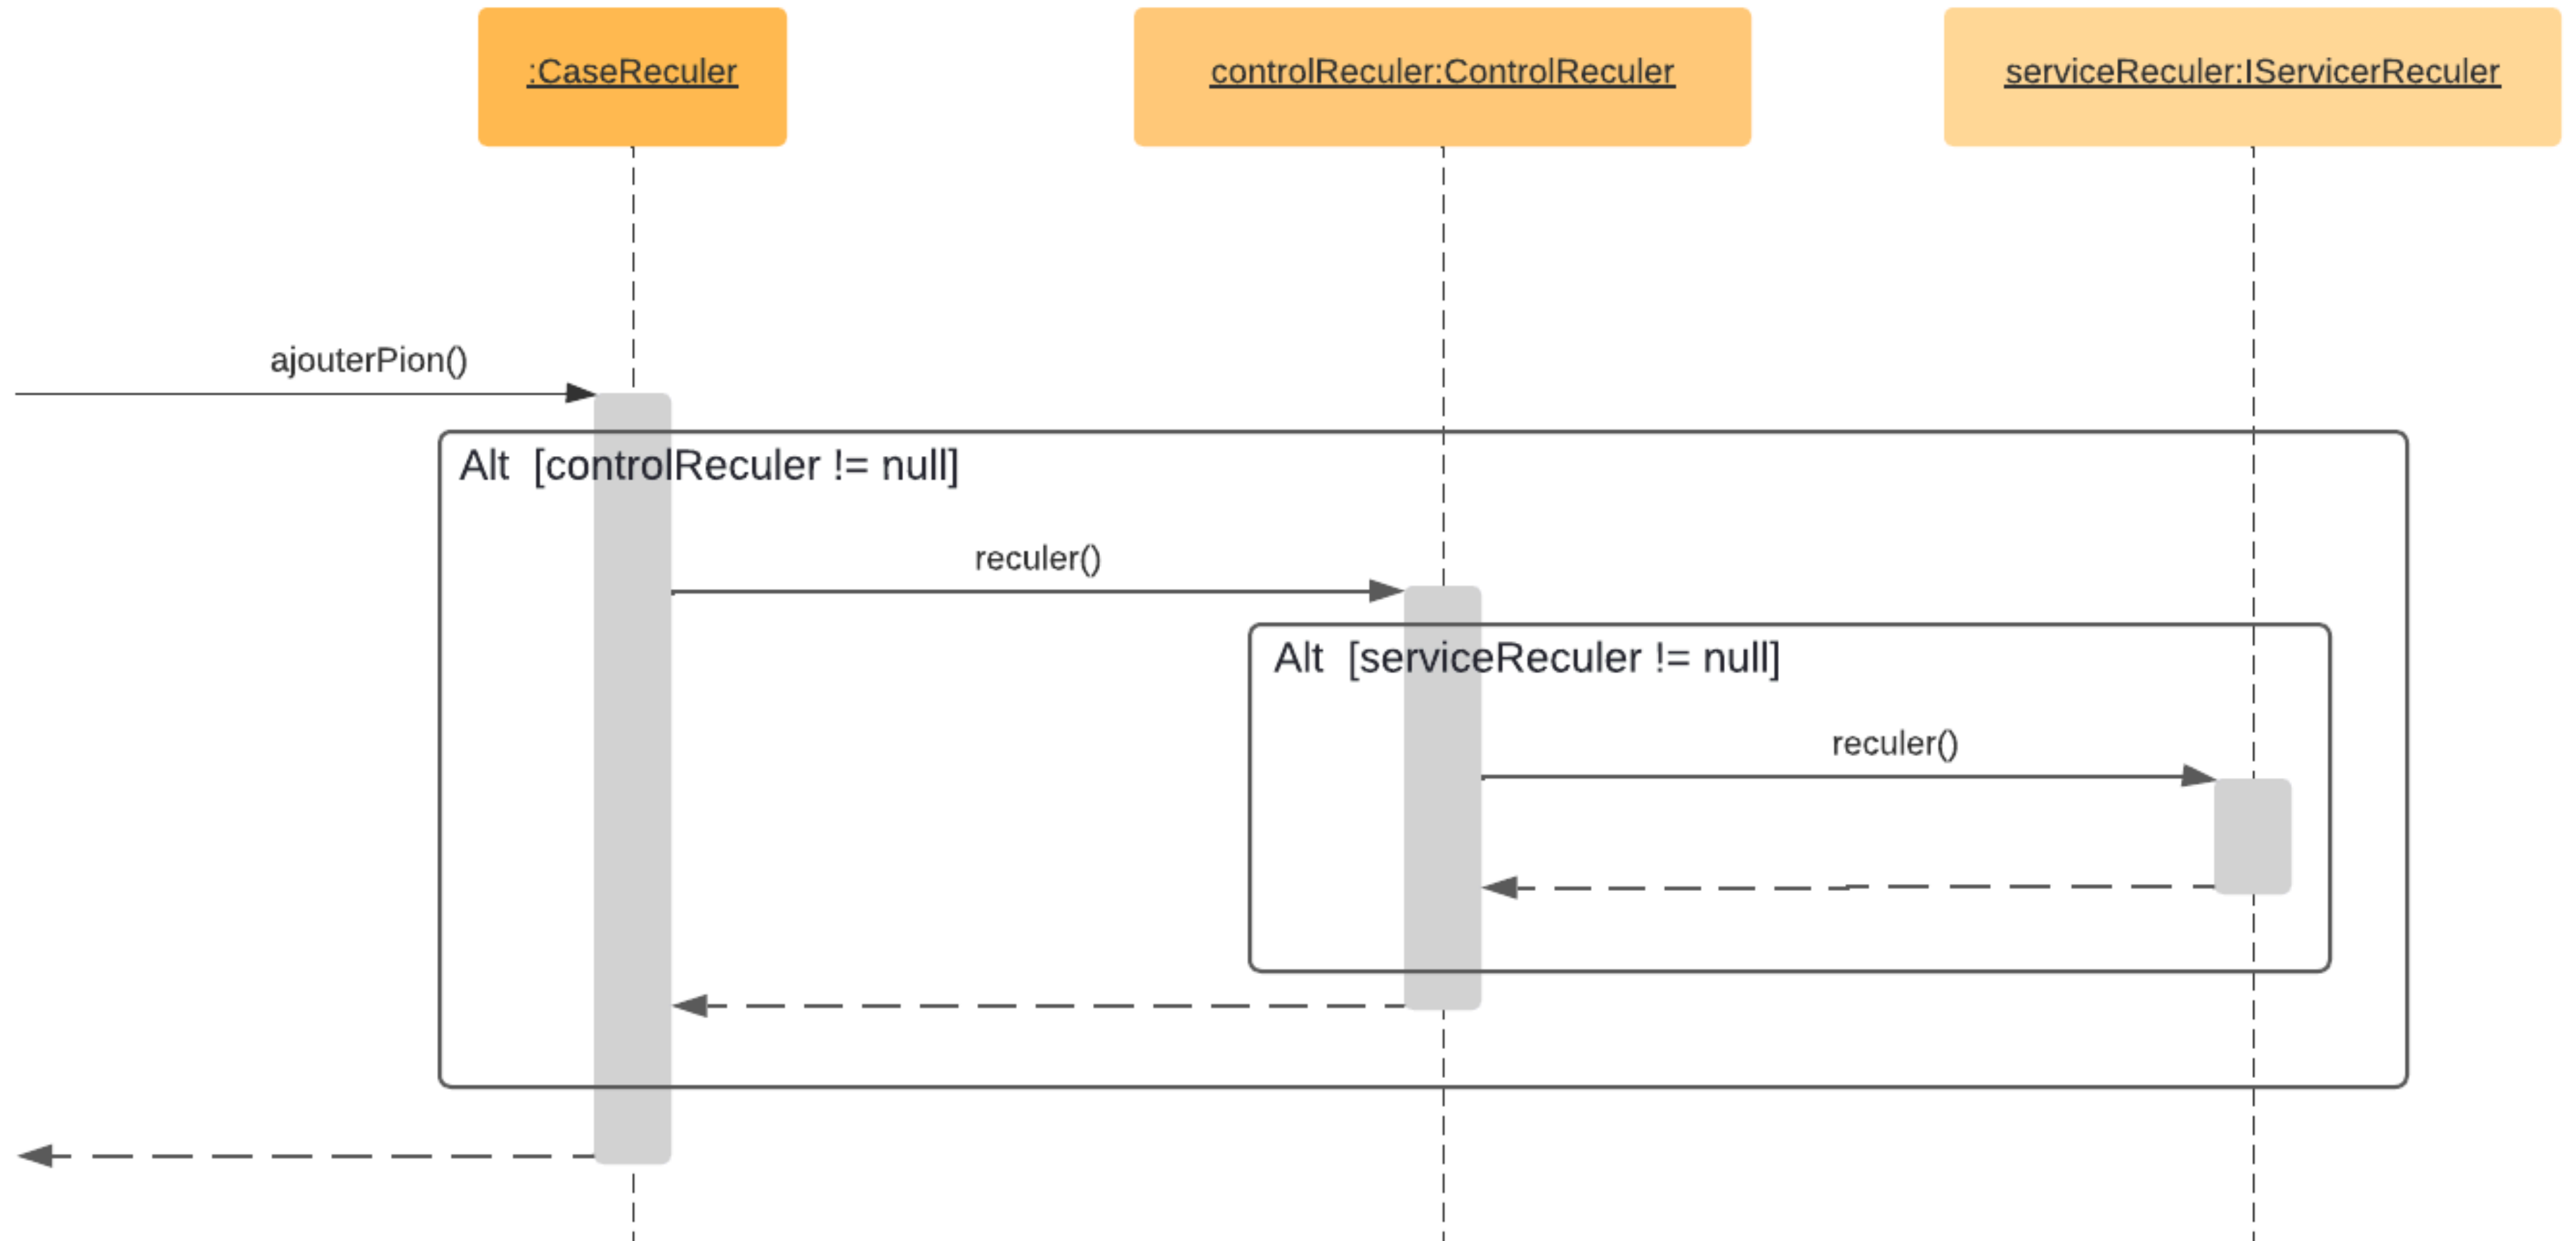 :CaseReculer
controlReculer:ControlReculer
serviceReculer:IServicerReculer
ajouterPion()
Alt [controlReculer != null]
reculer()
Alt [serviceReculer != null]
reculer()